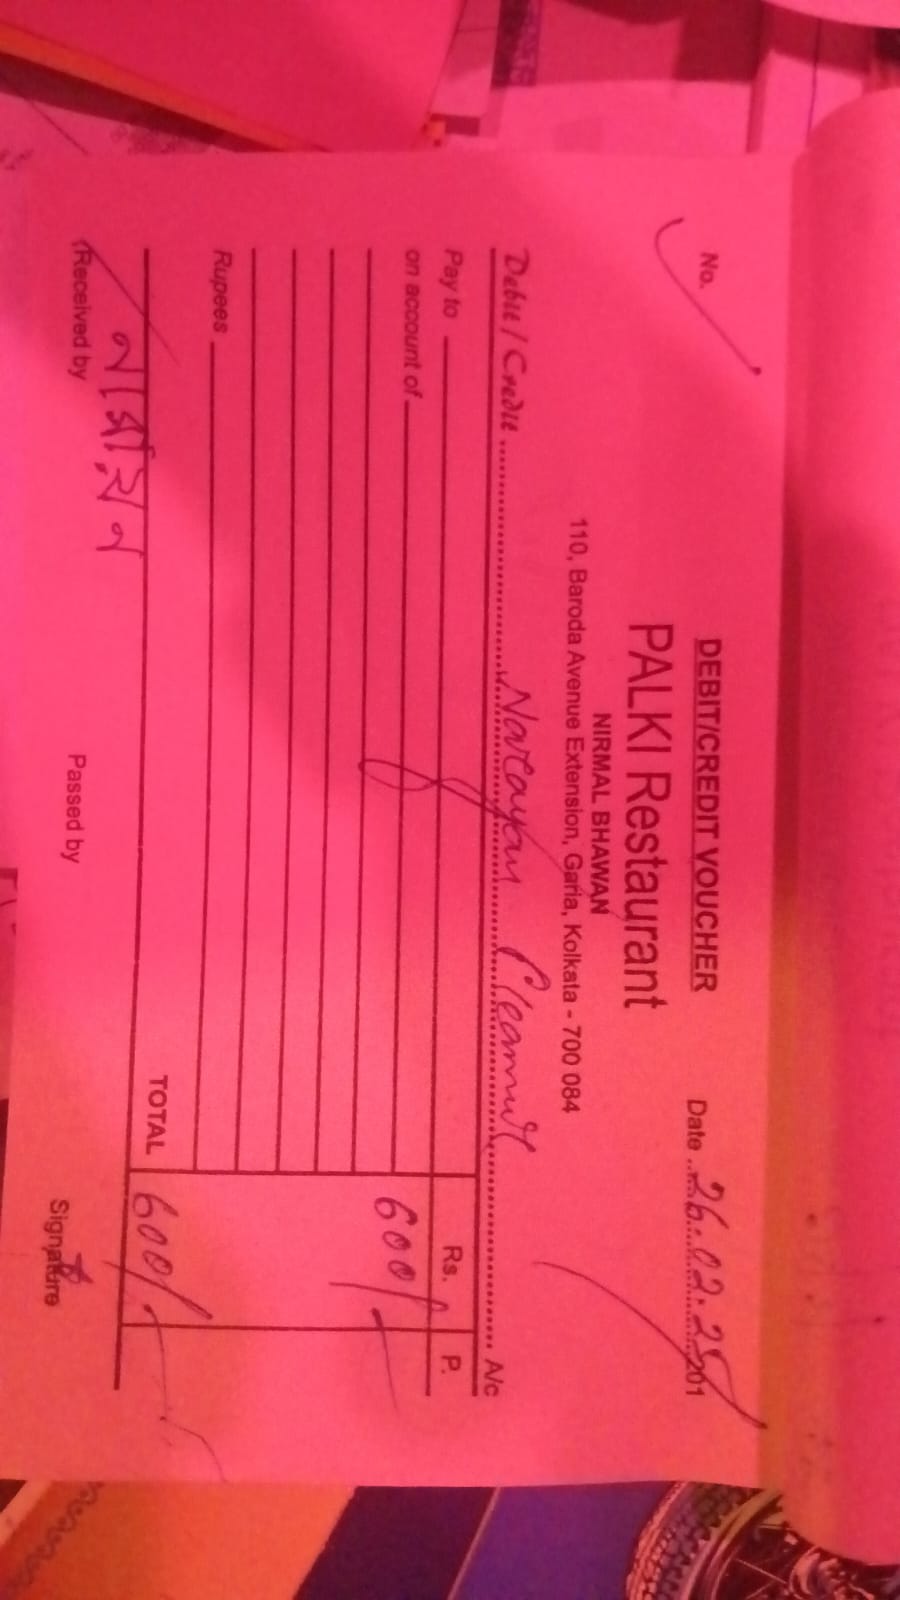 DEBIT/CREDIT VOUCHER
No.
Date 26.02.25 201
PALKI Restaurant
NIRMAL BHAWAN
110, Baroda Avenue Extension, Garia, Kolkata - 700 084
Debit / Credit Narayan Cleaner A/c
Pay to Rs. P.
on account of 600/-
Rupees
TOTAL 600/-
নারায়ন
Received by Passed by Signature